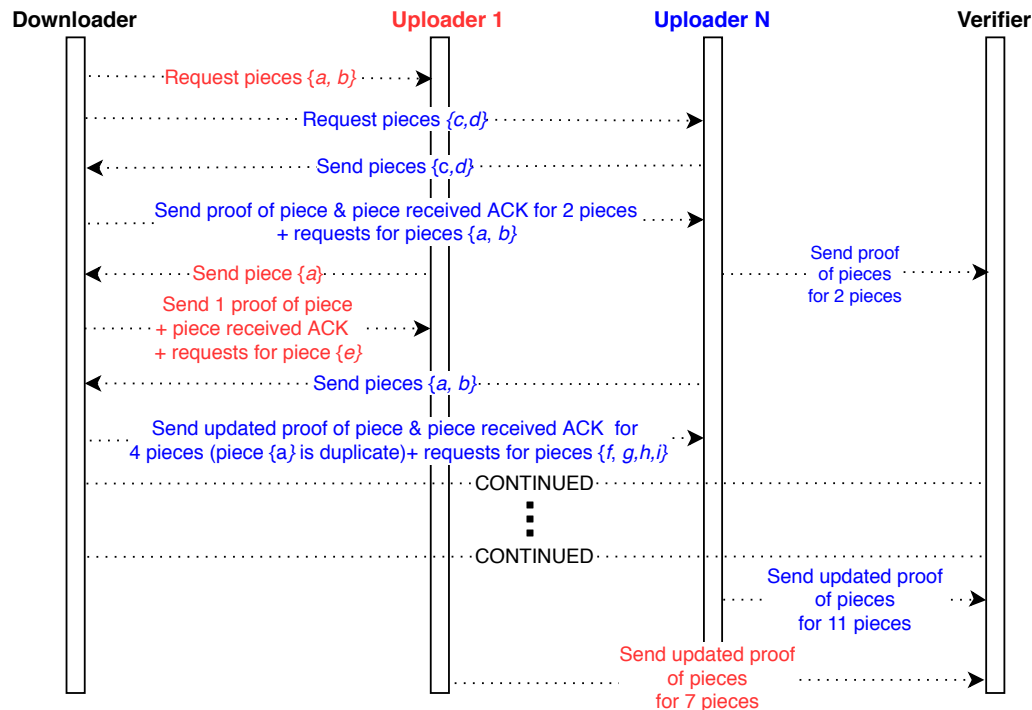 Downloader
Uploader 1
Uploader N
Verifier
Request pieces {a, b}
Request pieces {c,d}
Send pieces {c,d}
Send proof of piece & piece received ACK for 2 pieces
+ requests for pieces {a, b}
Send piece {a}
Send proof
of pieces
for 2 pieces
Send 1 proof of piece
+ piece received ACK
+ requests for piece {e}
Send pieces {a, b}
Send updated proof of piece & piece received ACK for
4 pieces (piece {a} is duplicate)+ requests for pieces {f, g,h,i}
CONTINUED
CONTINUED
Send updated proof
of pieces
for 11 pieces
Send updated proof
of pieces
for 7 pieces